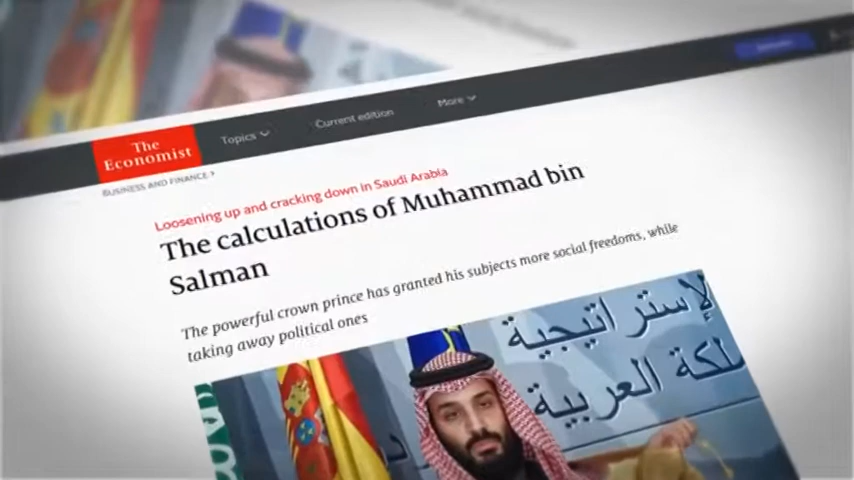 The
Economist
Topics
Current edition
More
BUSINESS AND FINANCE
Loosening up and cracking down in Saudi Arabia
The calculations of Muhammad bin
Salman
The powerful crown prince has granted his subjects more social freedoms, while
taking away political ones
لإستراتيجية
ملكة العربية